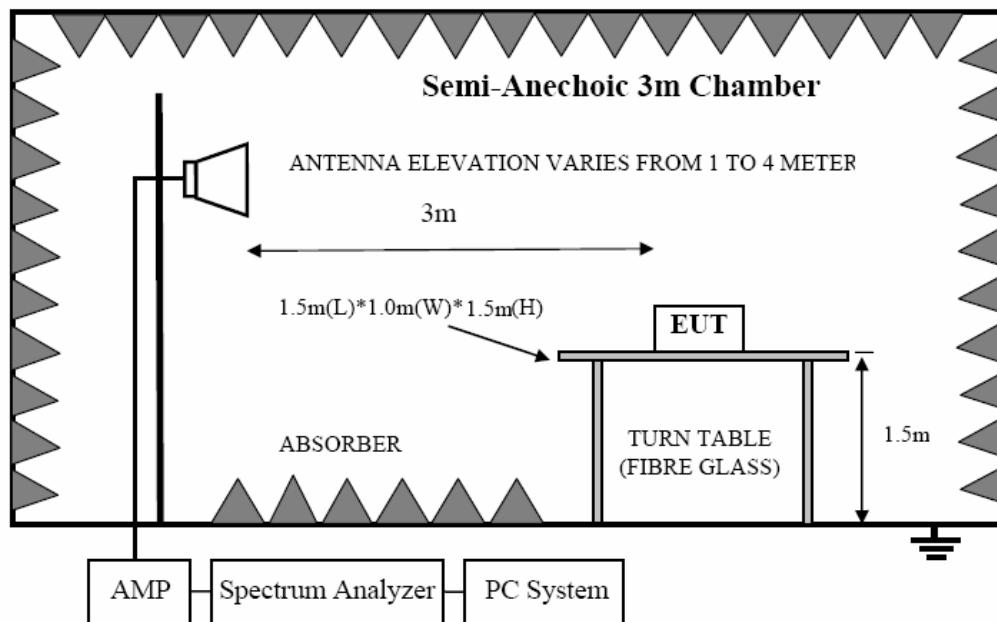 Semi-Anechoic 3m Chamber
ANTENNA ELEVATION VARIES FROM 1 TO 4 METER
3m
1.5m(L)*1.0m(W)*1.5m(H)
EUT
ABSORBER
TURN TABLE
(FIBRE GLASS)
1.5m
AMP
Spectrum Analyzer
PC System